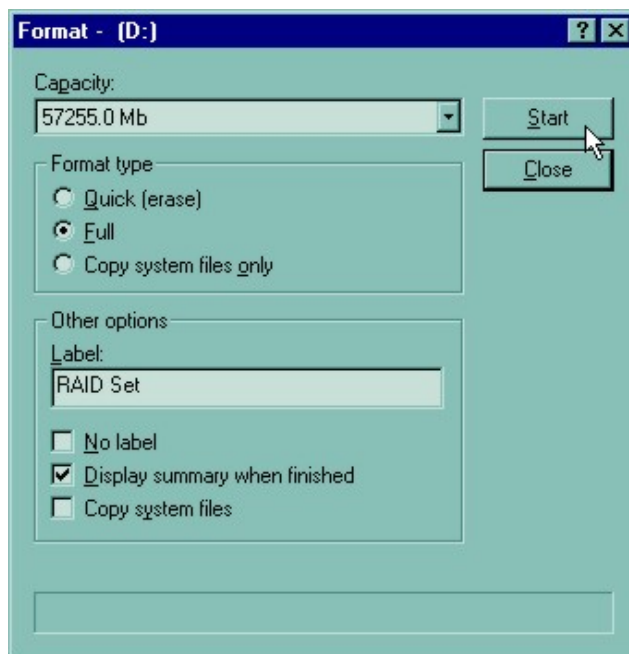 Format - (D:)
Capacity:
57255.0 Mb
Start
Close
Format type
Quick (erase)
Full
Copy system files only
Other options
Label:
RAID Set
No label
Display summary when finished
Copy system files